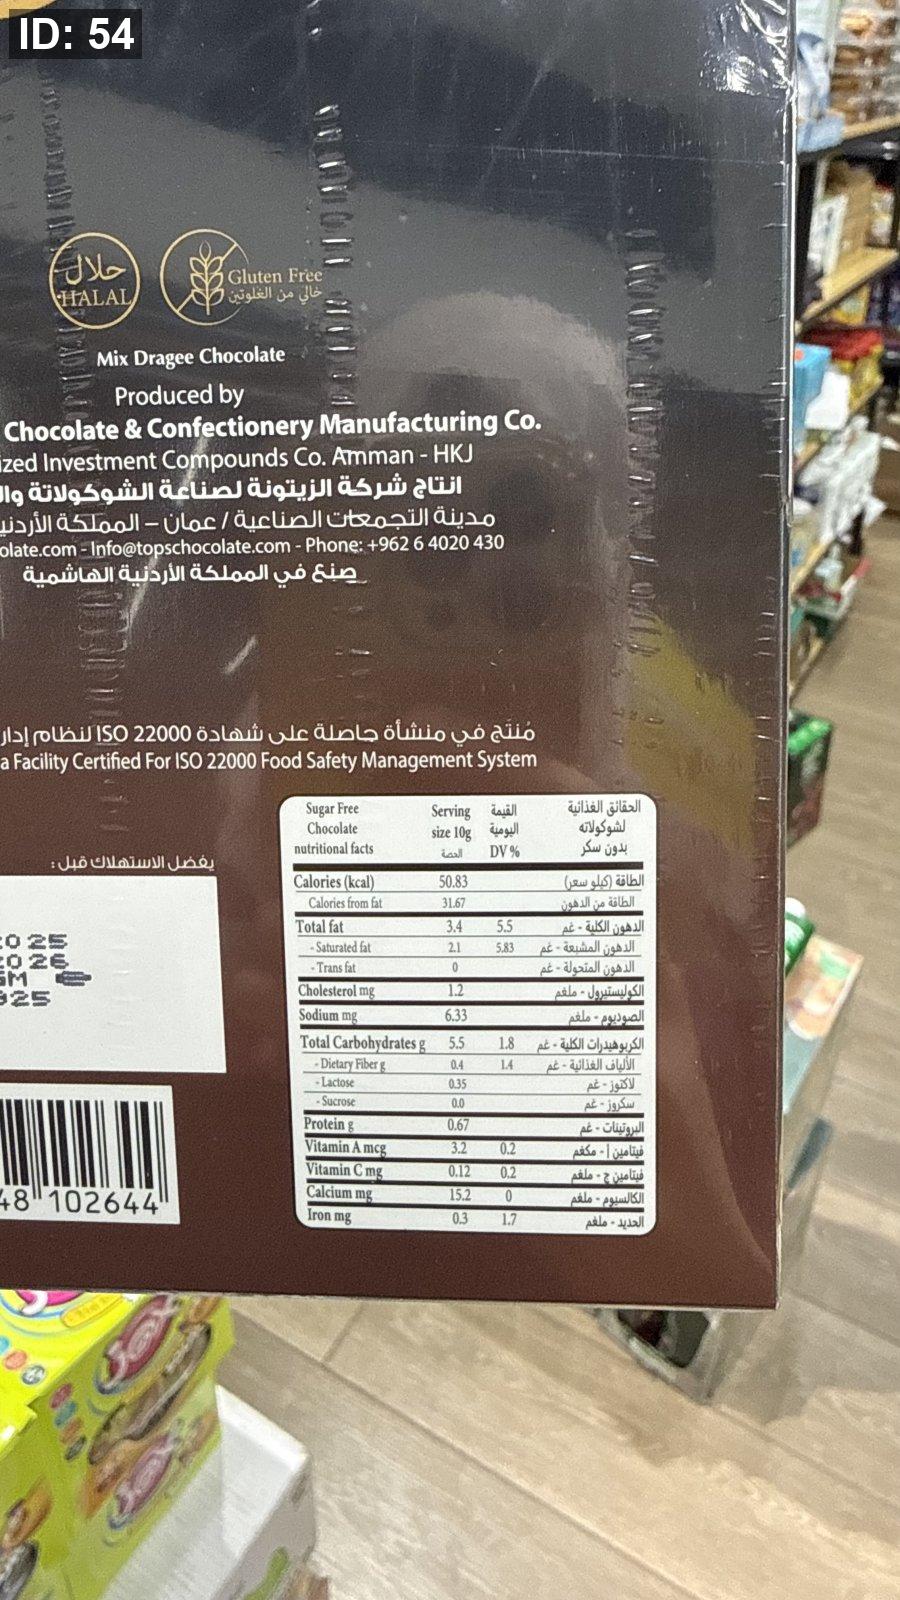 ID: 54
حلال
HALAL
Gluten Free
خالي من الغلوتين
Mix Dragee Chocolate
Produced by
Chocolate & Confectionery Manufacturing Co.
Investment Compounds Co. Amman - HKJ
انتاج شركة الزيتونة لصناعة الشوكولاتة
مدينة التجمعات الصناعية / عمان – المملكة
- Info@topschocolate.com - Phone: +962 6 4020 430
صنع في المملكة الأردنية الهاشمية
مُنتَج في منشأة حاصلة على شهادة ISO 22000 لنظام
a Facility Certified For ISO 22000 Food Safety Management System
يفضل الاستهلاك قبل :
Sugar Free Chocolate nutritional facts Serving size 10g الحصة القيمة اليومية DV % الحقائق الغذائية لشوكولاته بدون سكر
Calories (kcal) 50.83 الطاقة (كيلو سعر)
Calories from fat 31.67 الطاقة من الدهون
Total fat 3.4 5.5 الدهون الكلية - غم
- Saturated fat 2.1 5.83 الدهون المشبعة - غم
- Trans fat 0 الدهون المتحولة - غم
Cholesterol mg 1.2 الكوليستيرول - ملغم
Sodium mg 6.33 الصوديوم - ملغم
Total Carbohydrates g 5.5 1.8 الكربوهيدرات الكلية - غم
- Dietary Fiber g 0.4 1.4 الألياف الغذائية - غم
- Lactose 0.35 لاكتوز - غم
- Sucrose 0.0 سكروز - غم
Protein g 0.67 البروتينات - غم
Vitamin A mcg 3.2 0.2 فيتامين أ - مكغم
Vitamin C mg 0.12 0.2 فيتامين ج - ملغم
Calcium mg 15.2 0 الكالسيوم - ملغم
Iron mg 0.3 1.7 الحديد - ملغم
102644